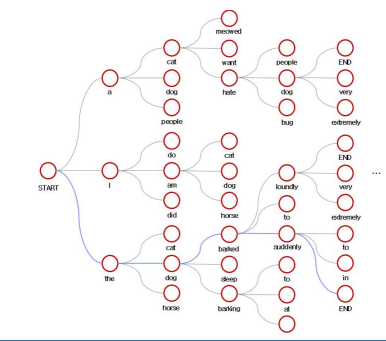 meowed
cat want people END
a dog hate dog very
people bug extremely
do cat END
START I am dog loundly very ...
did horse to extremely
cat barked suddenly to
the dog sleep to in
horse barking at END